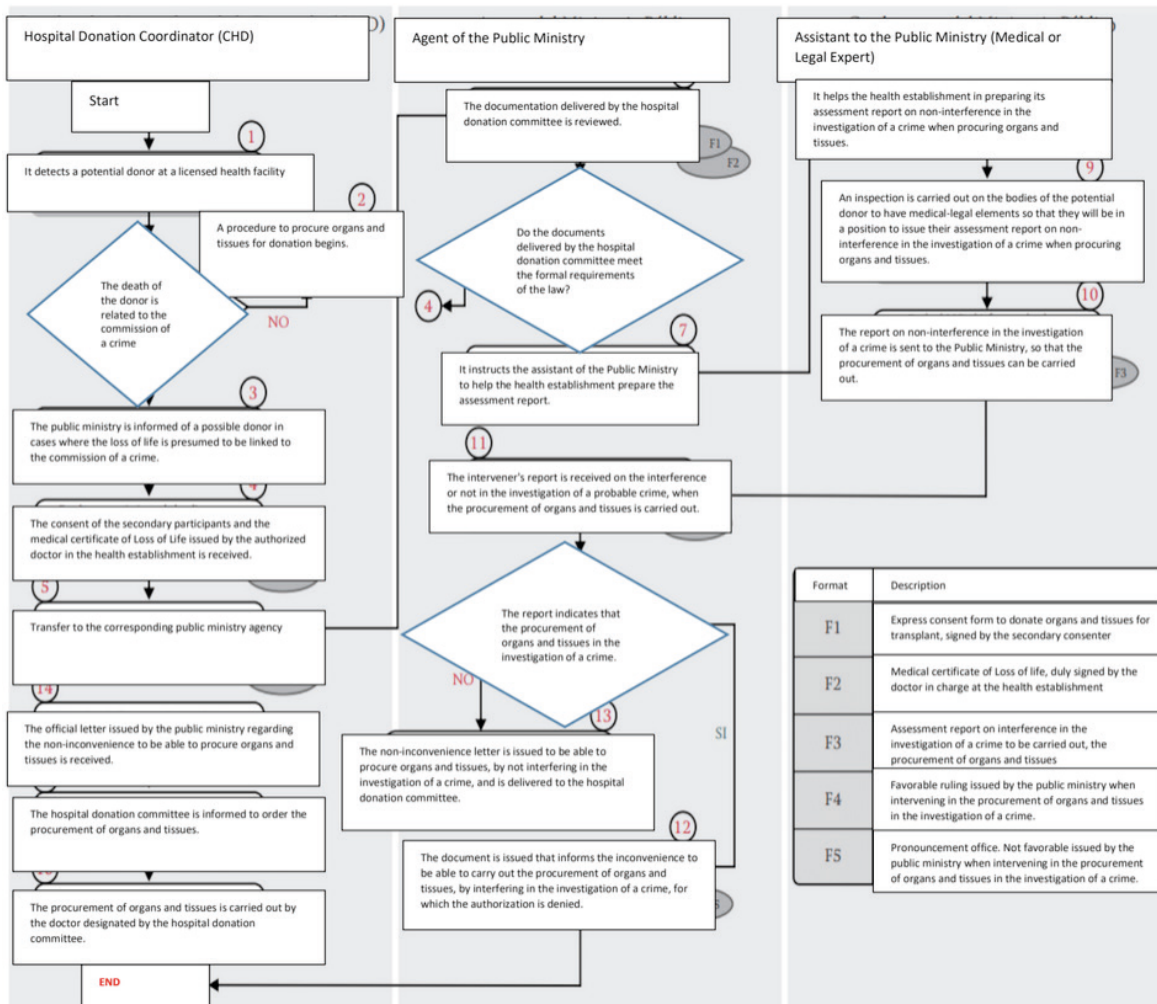 Hospital Donation Coordinator (CHD)
Start
1
It detects a potential donor at a licensed health facility
2
A procedure to procure organs and
tissues for donation begins.
The death of
the donor is
related to the
commission of
a crime
NO
3
The public ministry is informed of a possible donor in
cases where the loss of life is presumed to be linked to
the commission of a crime.
4
The consent of the secondary participants and the
medical certificate of Loss of Life issued by the authorized
doctor in the health establishment is received.
5
Transfer to the corresponding public ministry agency
14
The official letter issued by the public ministry regarding
the non-inconvenience to be able to procure organs and
tissues is received.
The hospital donation committee is informed to order the
procurement of organs and tissues.
The procurement of organs and tissues is carried out by
the doctor designated by the hospital donation
committee.
END
Agent of the Public Ministry
The documentation delivered by the hospital
donation committee is reviewed.
F1
F2
Do the documents
delivered by the hospital
donation committee meet
the formal requirements
of the law?
4
7
It instructs the assistant of the Public Ministry
to help the health establishment prepare the
assessment report.
11
The intervener's report is received on the interference
or not in the investigation of a probable crime, when
the procurement of organs and tissues is carried out.
The report indicates that
the procurement of
organs and tissues in the
investigation of a crime.
NO
SI
13
The non-inconvenience letter is issued to be able to
procure organs and tissues, by not interfering in the
investigation of a crime, and is delivered to the hospital
donation committee.
12
The document is issued that informs the inconvenience to
be able to carry out the procurement of organs and
tissues, by interfering in the investigation of a crime, for
which the authorization is denied.
Assistant to the Public Ministry (Medical or
Legal Expert)
It helps the health establishment in preparing its
assessment report on non-interference in the
investigation of a crime when procuring organs and
tissues.
9
An inspection is carried out on the bodies of the potential
donor to have medical-legal elements so that they will be in
a position to issue their assessment report on non-
interference in the investigation of a crime when procuring
organs and tissues.
10
The report on non-interference in the investigation
of a crime is sent to the Public Ministry, so that the
procurement of organs and tissues can be carried
out.
F3
Format
Description
F1
Express consent form to donate organs and tissues for
transplant, signed by the secondary consenter
F2
Medical certificate of Loss of life, duly signed by the
doctor in charge at the health establishment
F3
Assessment report on interference in the
investigation of a crime to be carried out, the
procurement of organs and tissues
F4
Favorable ruling issued by the public ministry when
intervening in the procurement of organs and tissues
in the investigation of a crime.
F5
Pronouncement office. Not favorable issued by the
public ministry when intervening in the procurement
of organs and tissues in the investigation of a crime.